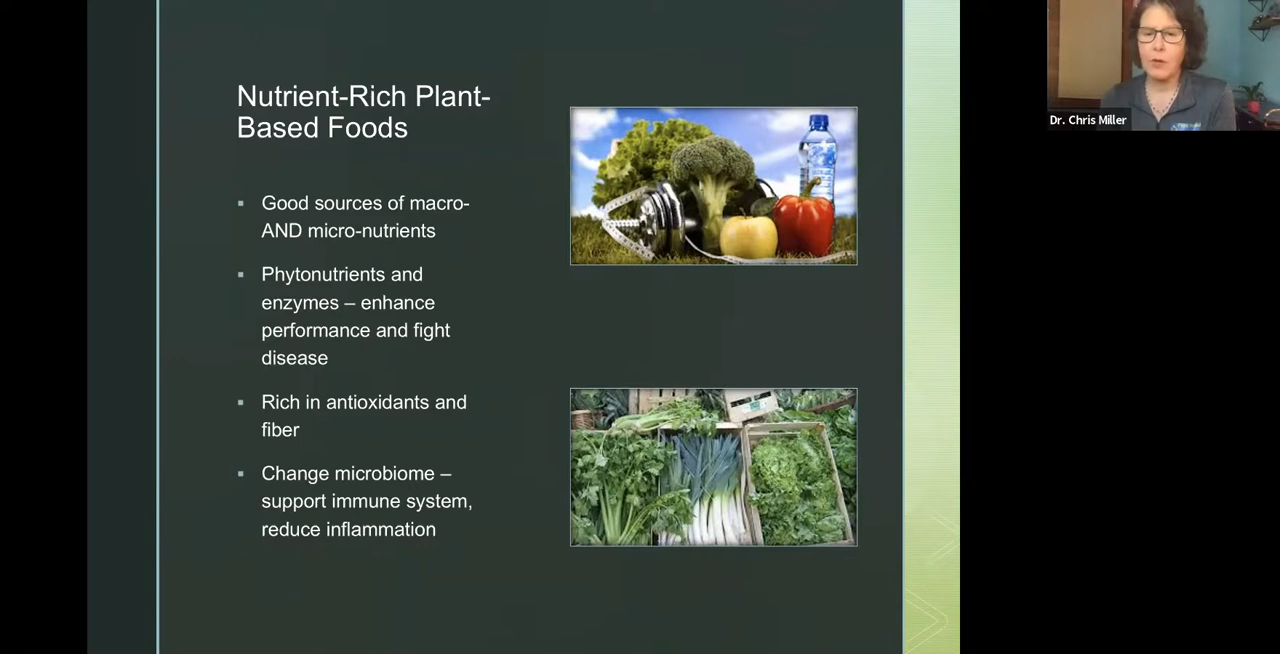 Nutrient-Rich Plant-
Based Foods
▪ Good sources of macro-
AND micro-nutrients
▪ Phytonutrients and
enzymes – enhance
performance and fight
disease
▪ Rich in antioxidants and
fiber
▪ Change microbiome –
support immune system,
reduce inflammation
Dr. Chris Miller